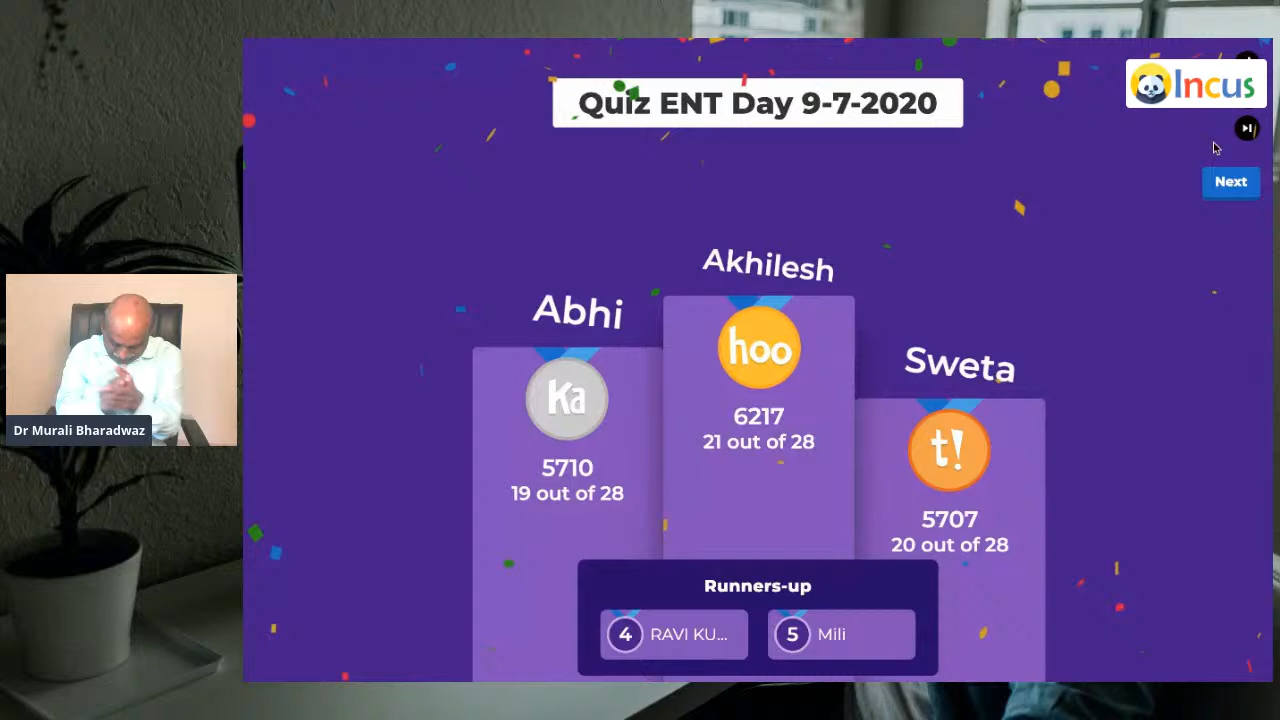 Quiz ENT Day 9-7-2020
Incus
Next
Akhilesh
Abhi
Sweta
hoo
Ka
t!
6217
21 out of 28
5710
19 out of 28
5707
20 out of 28
Runners-up
4 RAVI KU...
5 Mili
Dr Murali Bharadwaz